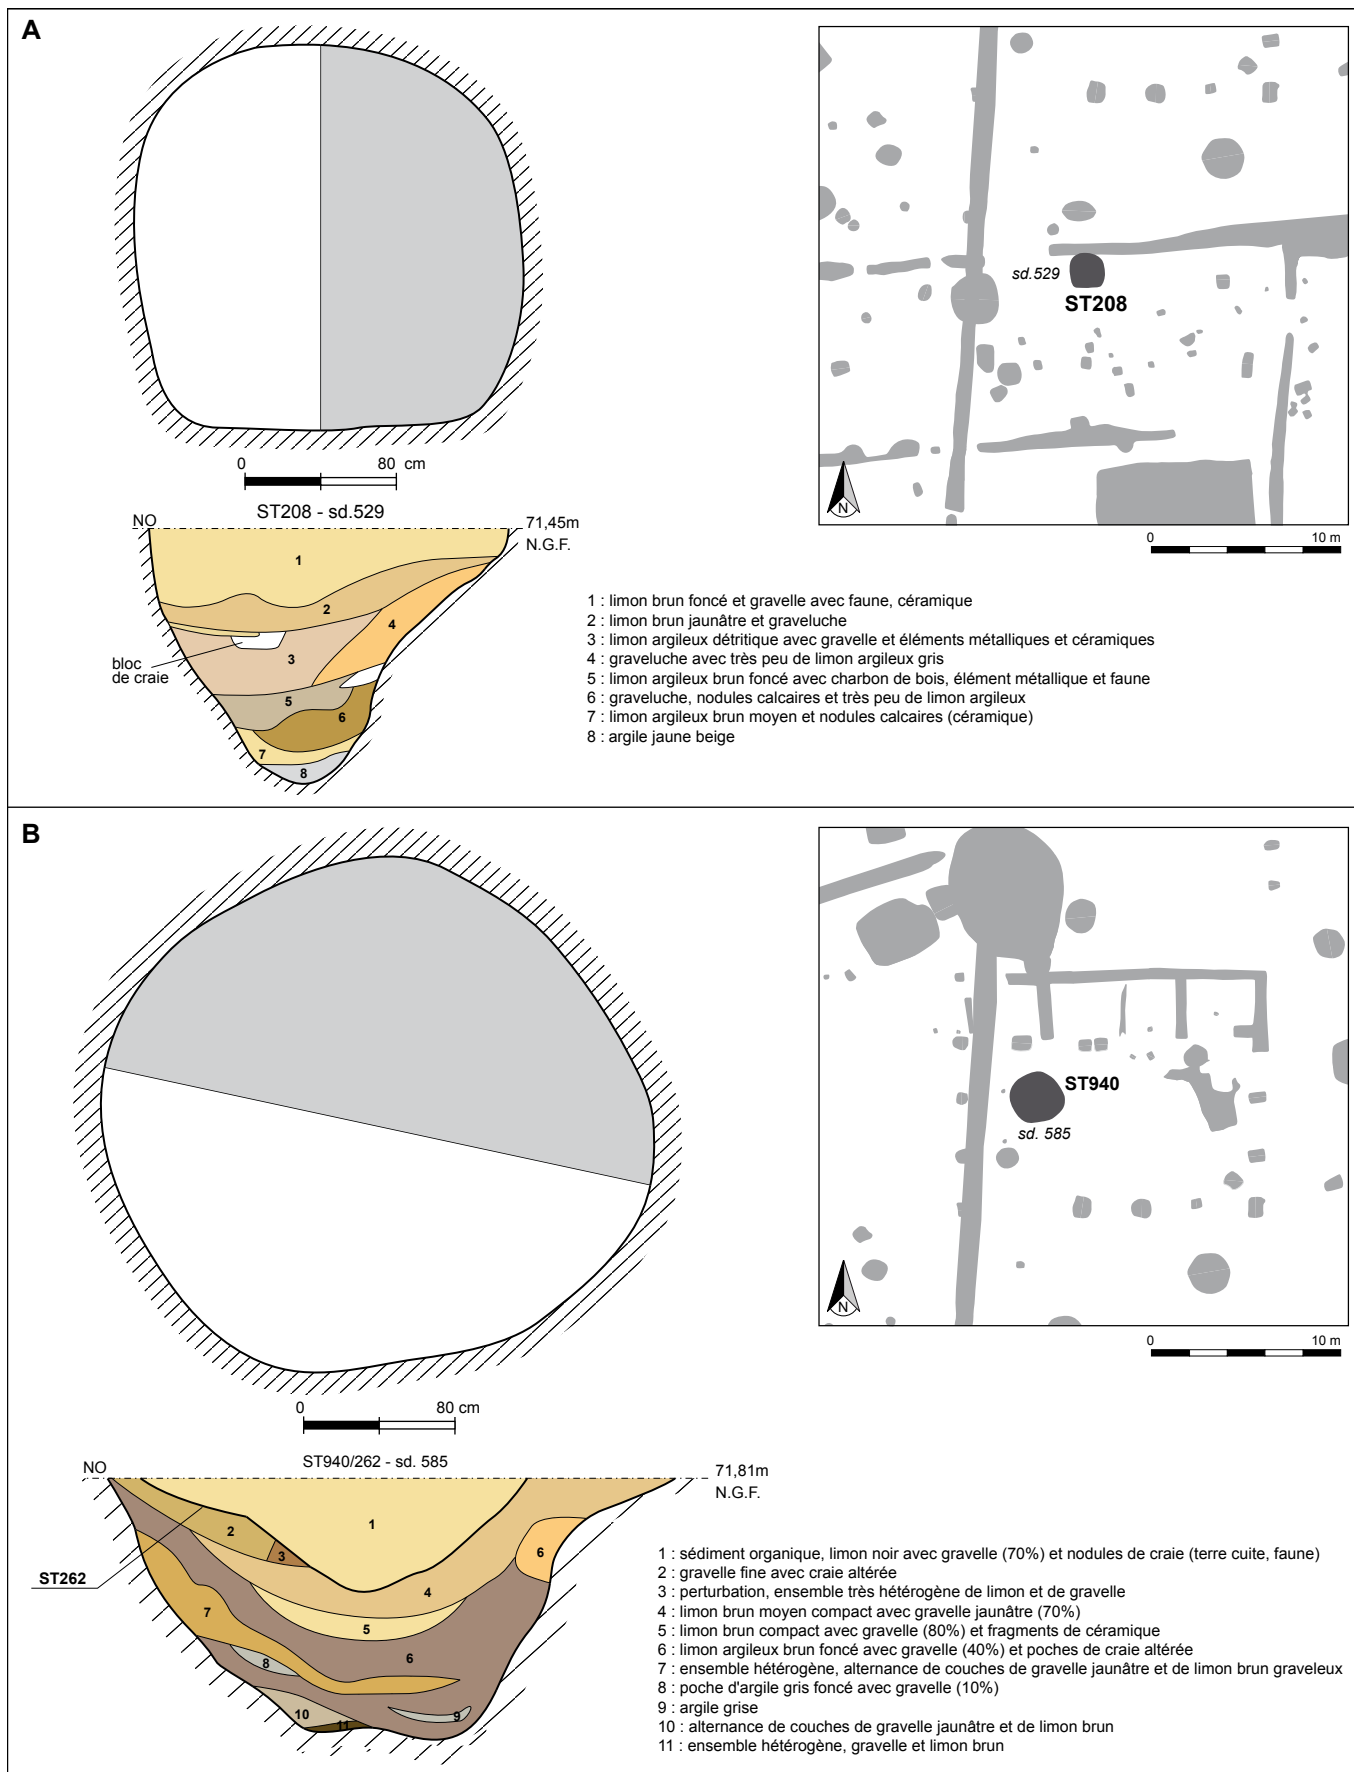 A
sd.529
ST208
N
0 80 cm
0 10 m
ST208 - sd.529
NO
71,45m
N.G.F.
1
2
3
4
5
6
7
8
bloc
de craie
1 : limon brun foncé et gravelle avec faune, céramique
2 : limon brun jaunâtre et graveluche
3 : limon argileux détritique avec gravelle et éléments métalliques et céramiques
4 : graveluche avec très peu de limon argileux gris
5 : limon argileux brun foncé avec charbon de bois, élément métallique et faune
6 : graveluche, nodules calcaires et très peu de limon argileux
7 : limon argileux brun moyen et nodules calcaires (céramique)
8 : argile jaune beige
B
ST940
sd. 585
N
0 10 m
0 80 cm
ST940/262 - sd. 585
NO
71,81m
N.G.F.
1
2
3
6
4
ST262
7
5
6
8
10
11
9
1 : sédiment organique, limon noir avec gravelle (70%) et nodules de craie (terre cuite, faune)
2 : gravelle fine avec craie altérée
3 : perturbation, ensemble très hétérogène de limon et de gravelle
4 : limon brun moyen compact avec gravelle jaunâtre (70%)
5 : limon brun compact avec gravelle (80%) et fragments de céramique
6 : limon argileux brun foncé avec gravelle (40%) et poches de craie altérée
7 : ensemble hétérogène, alternance de couches de gravelle jaunâtre et de limon brun graveleux
8 : poche d'argile gris foncé avec gravelle (10%)
9 : argile grise
10 : alternance de couches de gravelle jaunâtre et de limon brun
11 : ensemble hétérogène, gravelle et limon brun